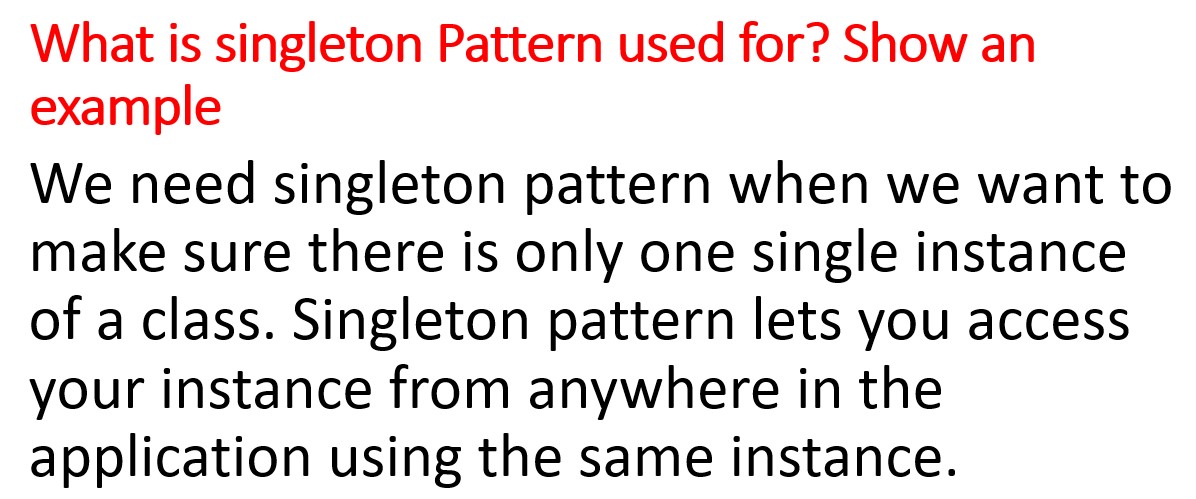 What is singleton Pattern used for? Show an
example
We need singleton pattern when we want to
make sure there is only one single instance
of a class. Singleton pattern lets you access
your instance from anywhere in the
application using the same instance.